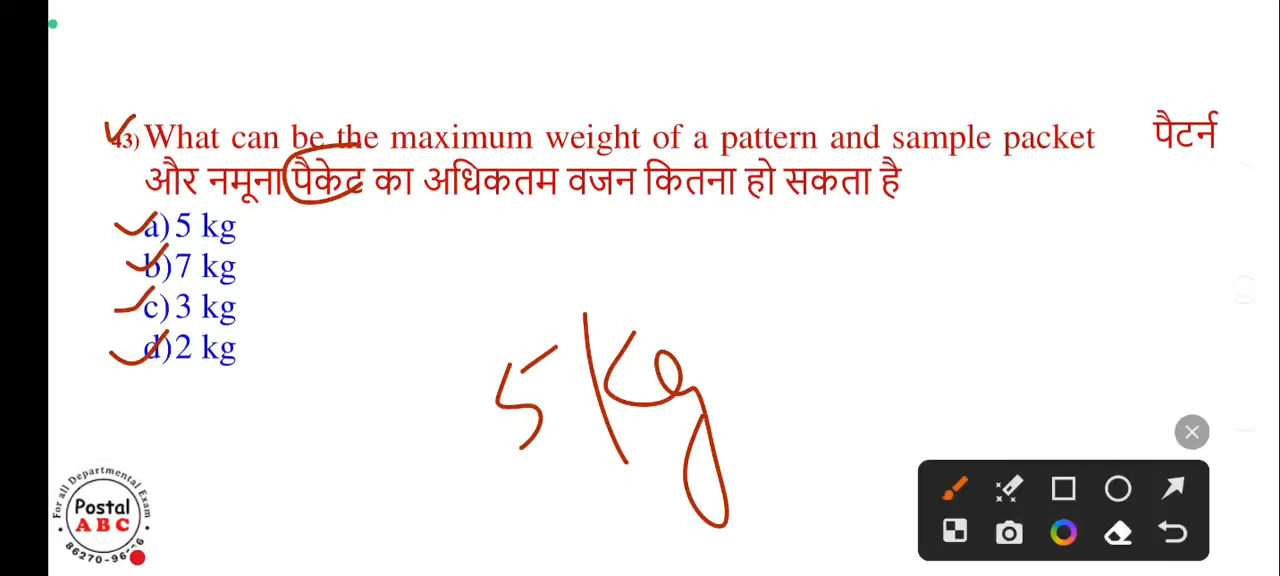 43) What can be the maximum weight of a pattern and sample packet पैटर्न
और नमूना पैकेट का अधिकतम वजन कितना हो सकता है
a) 5 kg
b) 7 kg
c) 3 kg
d) 2 kg
5 Kg
For all Departmental Exam
Postal
A B C